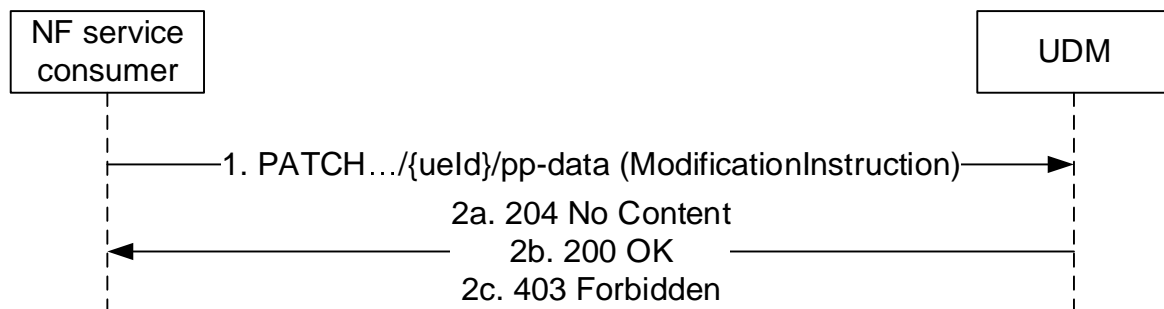 NF service
consumer
UDM
1. PATCH…/{ueId}/pp-data (ModificationInstruction)
2a. 204 No Content
2b. 200 OK
2c. 403 Forbidden